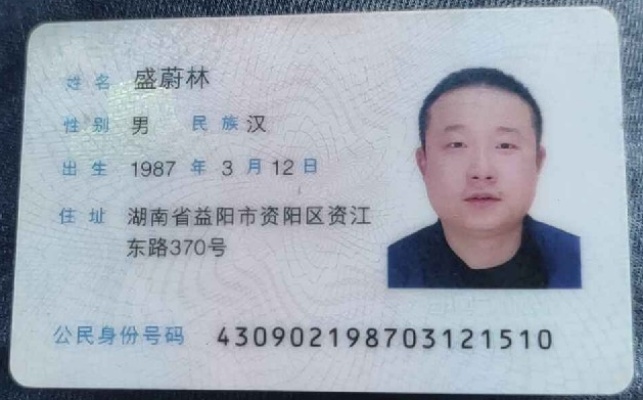 姓名 盛蔚林
性别 男 民族 汉
出生 1987 年 3 月 12 日
住址 湖南省益阳市资阳区资江
东路370号
公民身份号码 430902198703121510